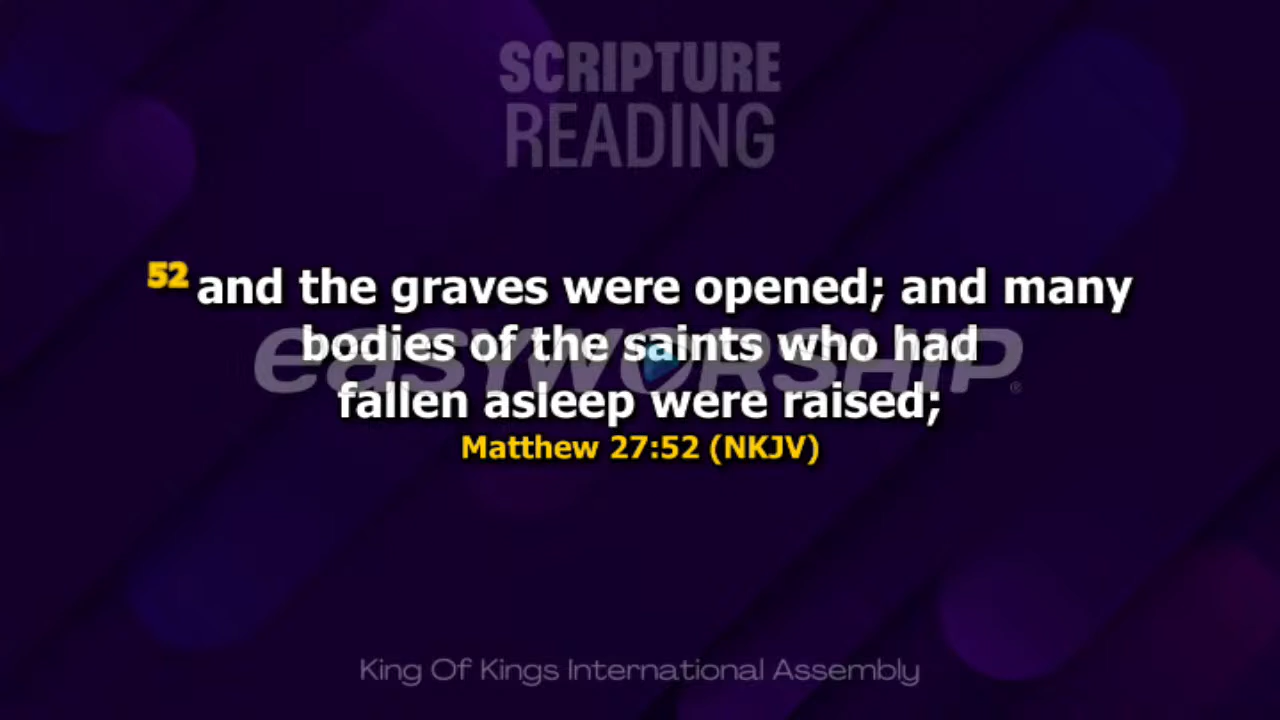 SCRIPTURE
READING
52 and the graves were opened; and many
bodies of the saints who had
easyworship®
fallen asleep were raised;
Matthew 27:52 (NKJV)
King Of Kings International Assembly